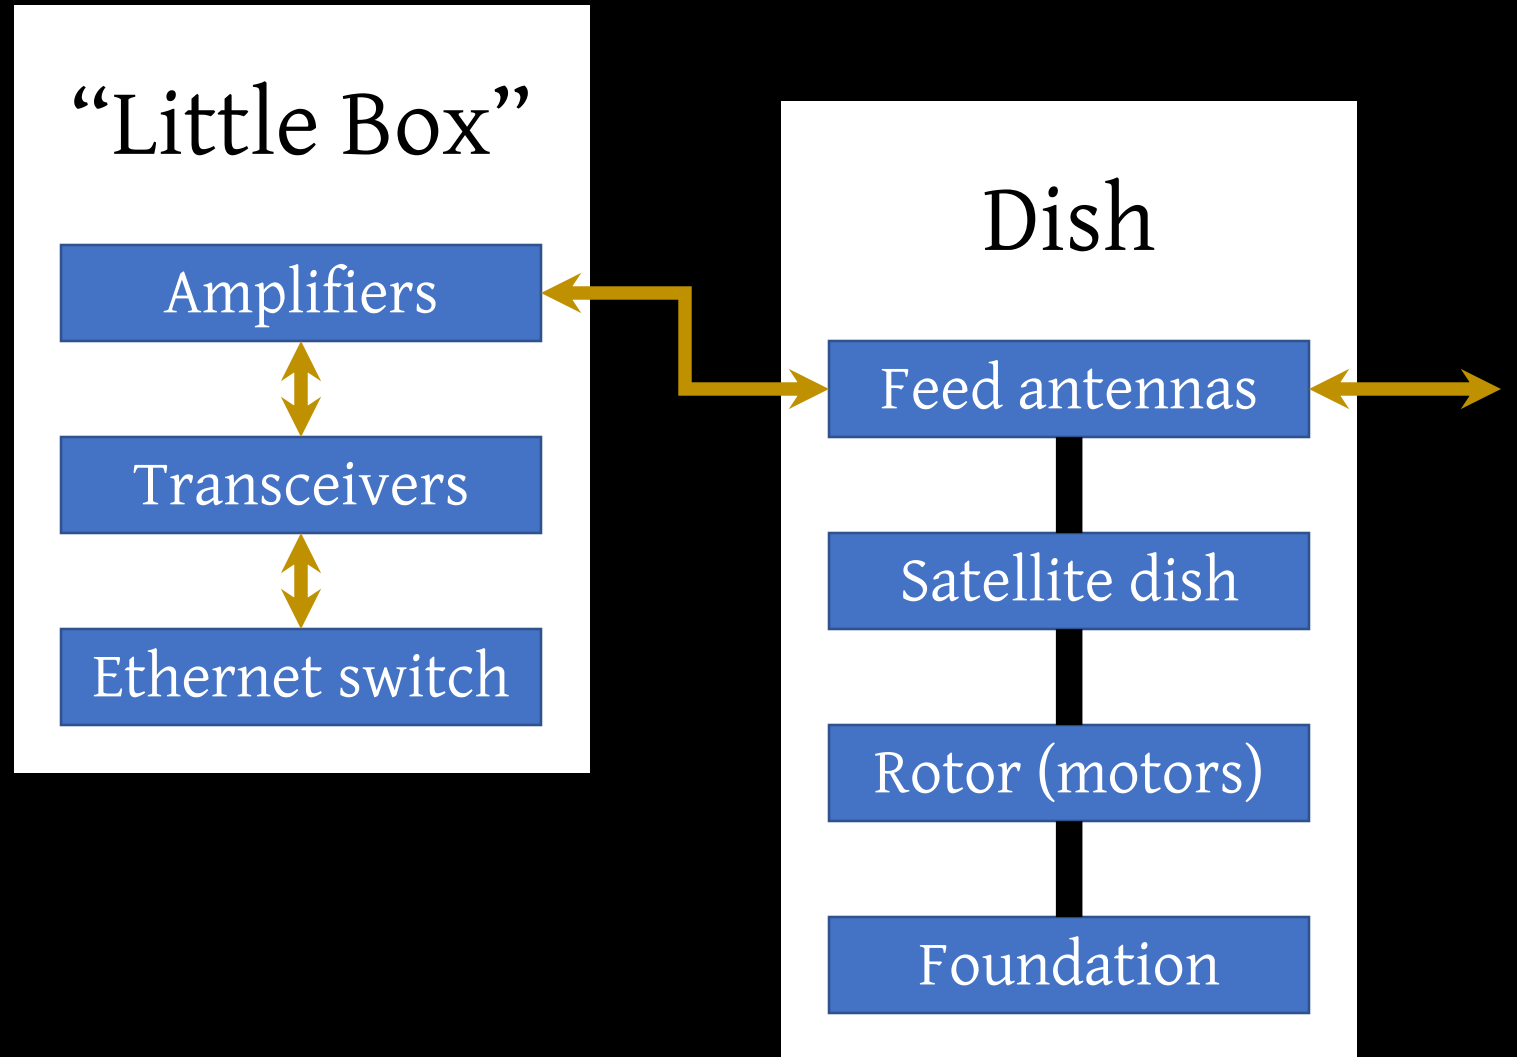 “Little Box”
Amplifiers
Transceivers
Ethernet switch
Dish
Feed antennas
Satellite dish
Rotor (motors)
Foundation